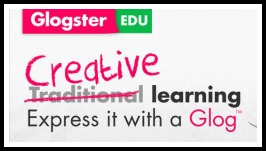 Glogster EDU
Creative
Traditional learning
Express it with a Glog™